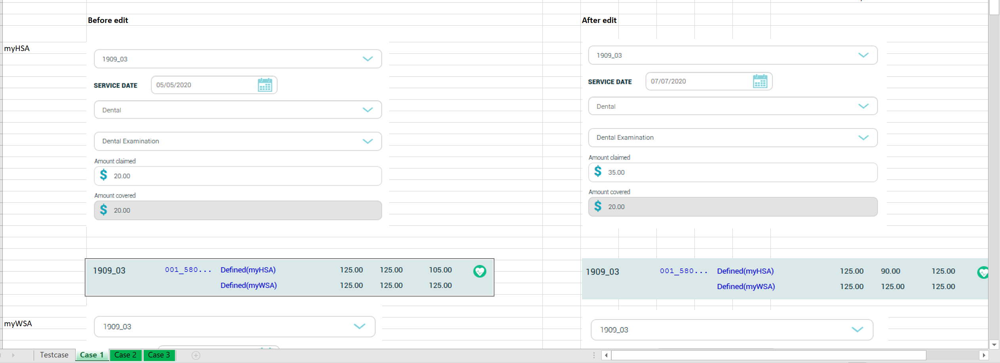 Before edit
After edit
myHSA
1909_03
SERVICE DATE 05/05/2020
Dental
Dental Examination
Amount claimed
$ 20.00
Amount covered
$ 20.00
1909_03
SERVICE DATE 07/07/2020
Dental
Dental Examination
Amount claimed
$ 35.00
Amount covered
$ 20.00
1909_03 001_580... Defined(myHSA) 125.00 125.00 105.00
Defined(myWSA) 125.00 125.00 125.00
1909_03 001_580... Defined(myHSA) 125.00 90.00 125.00
Defined(myWSA) 125.00 125.00 125.00
myWSA
1909_03
1909_03
Testcase Case 1 Case 2 Case 3